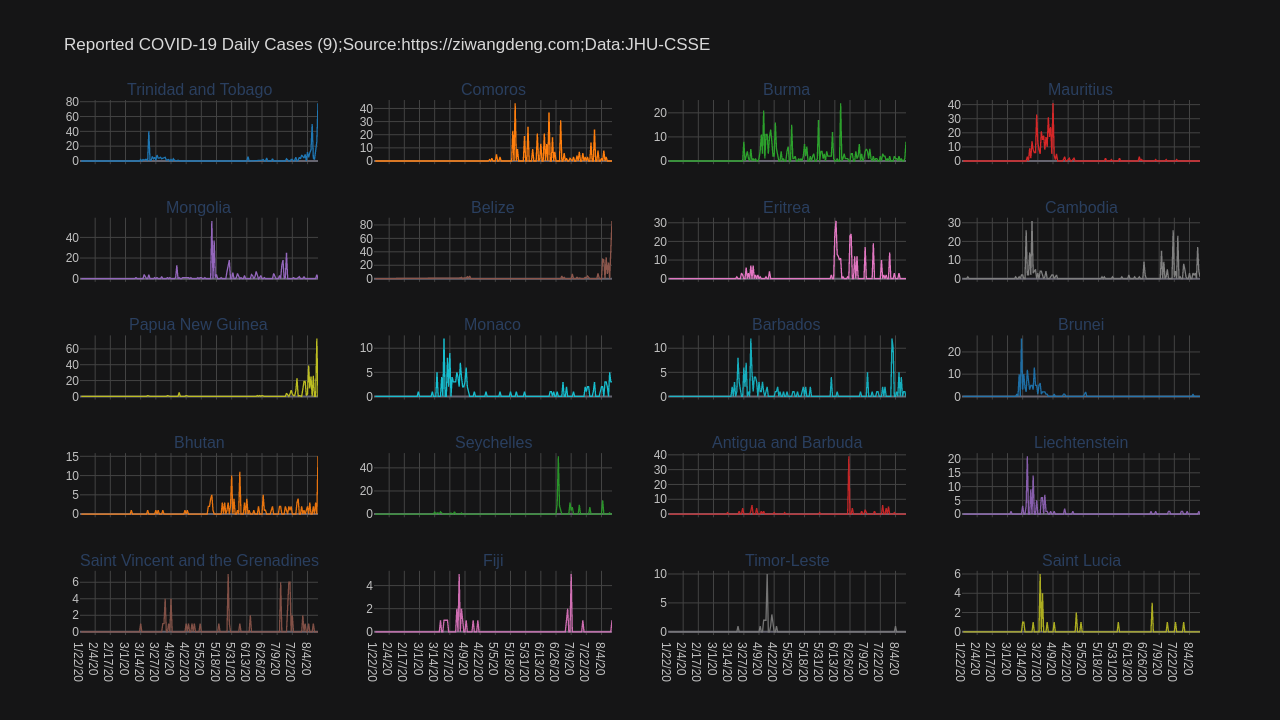 Reported COVID-19 Daily Cases (9);Source:https://ziwangdeng.com;Data:JHU-CSSE
Trinidad and Tobago Comoros Burma Mauritius
80 60 40 20 0
40 30 20 10 0
20 10 0
40 30 20 10 0
Mongolia Belize Eritrea Cambodia
40 20 0
80 60 40 20 0
30 20 10 0
30 20 10 0
Papua New Guinea Monaco Barbados Brunei
60 40 20 0
10 5 0
10 5 0
20 10 0
Bhutan Seychelles Antigua and Barbuda Liechtenstein
15 10 5 0
40 20 0
40 30 20 10 0
20 15 10 5 0
Saint Vincent and the Grenadines Fiji Timor-Leste Saint Lucia
6 4 2 0
4 2 0
10 5 0
6 4 2 0
1/22/20 2/4/20 2/17/20 3/1/20 3/14/20 3/27/20 4/9/20 4/22/20 5/5/20 5/18/20 5/31/20 6/13/20 6/26/20 7/9/20 7/22/20 8/4/20
1/22/20 2/4/20 2/17/20 3/1/20 3/14/20 3/27/20 4/9/20 4/22/20 5/5/20 5/18/20 5/31/20 6/13/20 6/26/20 7/9/20 7/22/20 8/4/20
1/22/20 2/4/20 2/17/20 3/1/20 3/14/20 3/27/20 4/9/20 4/22/20 5/5/20 5/18/20 5/31/20 6/13/20 6/26/20 7/9/20 7/22/20 8/4/20
1/22/20 2/4/20 2/17/20 3/1/20 3/14/20 3/27/20 4/9/20 4/22/20 5/5/20 5/18/20 5/31/20 6/13/20 6/26/20 7/9/20 7/22/20 8/4/20